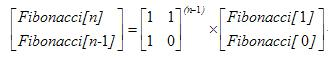 [Fibonacci[n]
Fibonacci[n-1]] = [1 1
1 0]^(n-1) × [Fibonacci[1]
Fibonacci[0]]